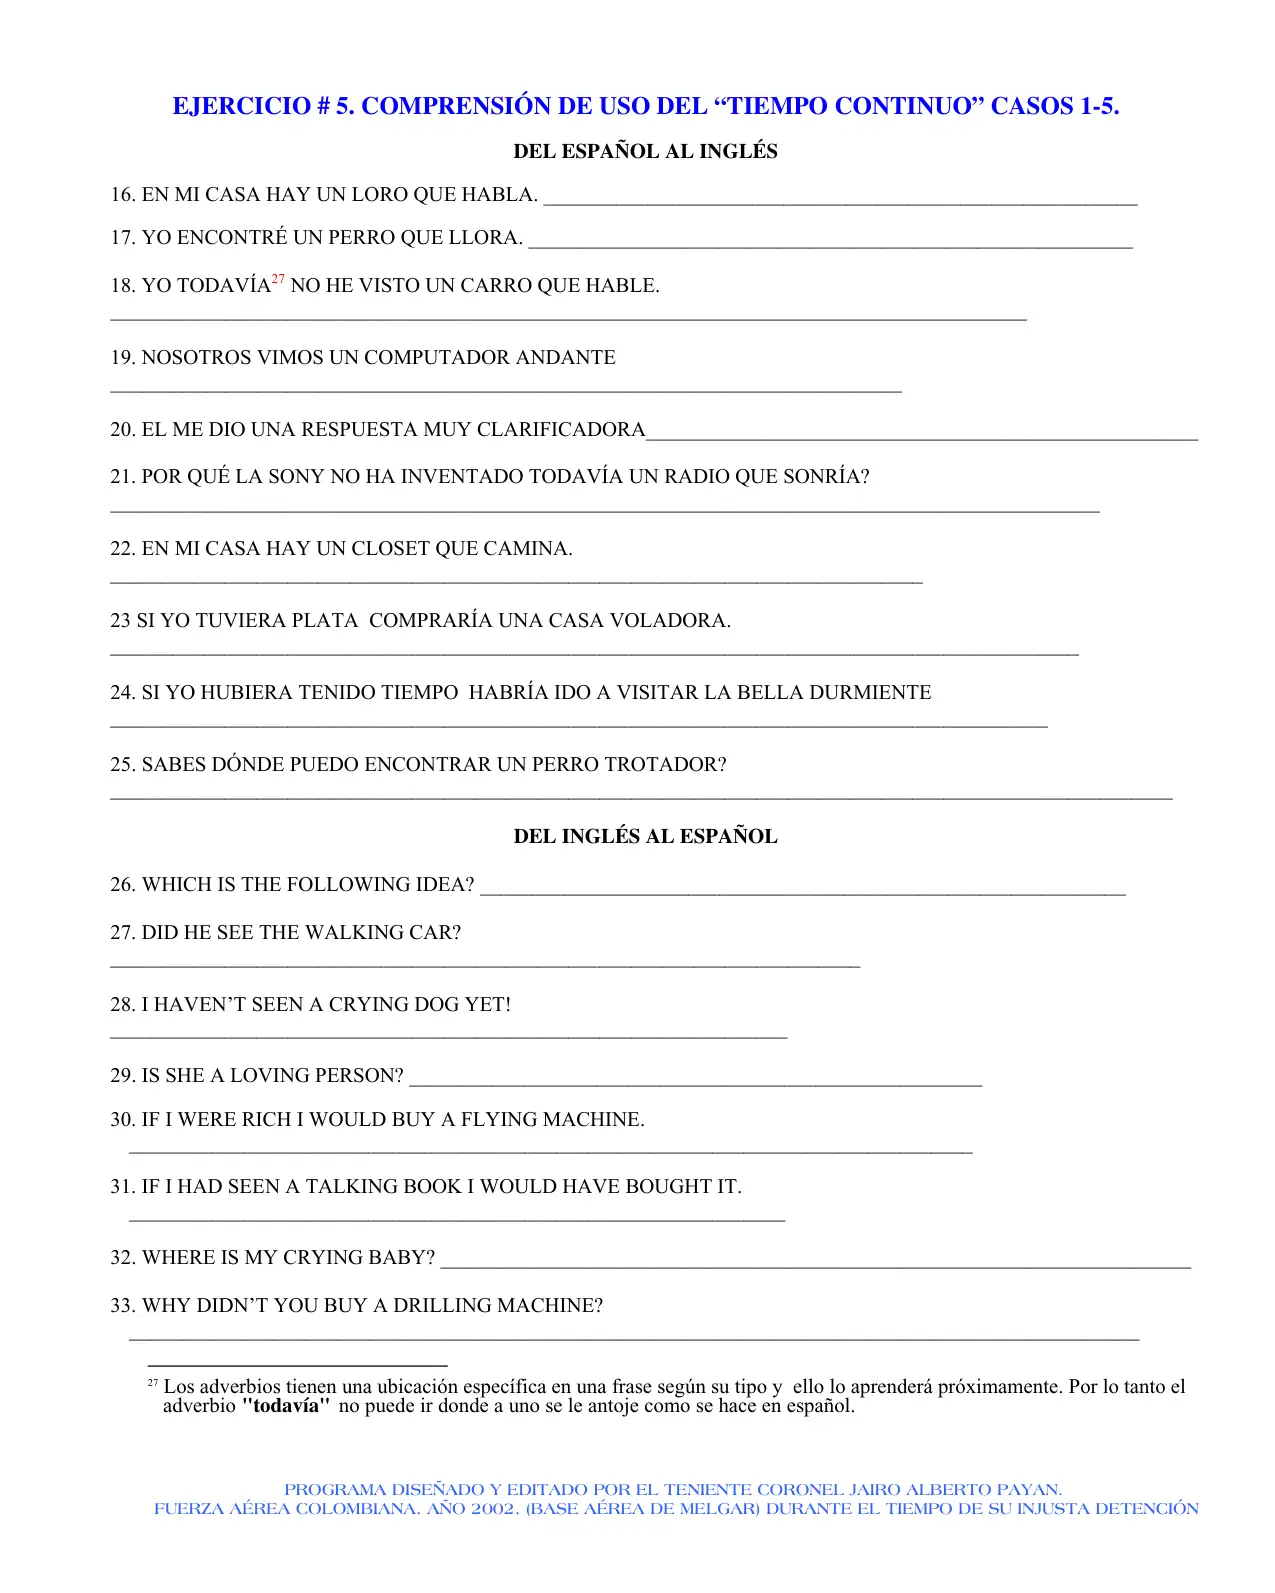 EJERCICIO # 5. COMPRENSIÓN DE USO DEL “TIEMPO CONTINUO” CASOS 1-5.
DEL ESPAÑOL AL INGLÉS
16. EN MI CASA HAY UN LORO QUE HABLA.
17. YO ENCONTRÉ UN PERRO QUE LLORA.
18. YO TODAVÍA27 NO HE VISTO UN CARRO QUE HABLE.
19. NOSOTROS VIMOS UN COMPUTADOR ANDANTE
20. EL ME DIO UNA RESPUESTA MUY CLARIFICADORA
21. POR QUÉ LA SONY NO HA INVENTADO TODAVÍA UN RADIO QUE SONRÍA?
22. EN MI CASA HAY UN CLOSET QUE CAMINA.
23 SI YO TUVIERA PLATA COMPRARÍA UNA CASA VOLADORA.
24. SI YO HUBIERA TENIDO TIEMPO HABRÍA IDO A VISITAR LA BELLA DURMIENTE
25. SABES DÓNDE PUEDO ENCONTRAR UN PERRO TROTADOR?
DEL INGLÉS AL ESPAÑOL
26. WHICH IS THE FOLLOWING IDEA?
27. DID HE SEE THE WALKING CAR?
28. I HAVEN’T SEEN A CRYING DOG YET!
29. IS SHE A LOVING PERSON?
30. IF I WERE RICH I WOULD BUY A FLYING MACHINE.
31. IF I HAD SEEN A TALKING BOOK I WOULD HAVE BOUGHT IT.
32. WHERE IS MY CRYING BABY?
33. WHY DIDN’T YOU BUY A DRILLING MACHINE?
27 Los adverbios tienen una ubicación específica en una frase según su tipo y ello lo aprenderá próximamente. Por lo tanto el
adverbio "todavía" no puede ir donde a uno se le antoje como se hace en español.
PROGRAMA DISEÑADO Y EDITADO POR EL TENIENTE CORONEL JAIRO ALBERTO PAYAN.
FUERZA AÉREA COLOMBIANA. AÑO 2002. (BASE AÉREA DE MELGAR) DURANTE EL TIEMPO DE SU INJUSTA DETENCIÓN